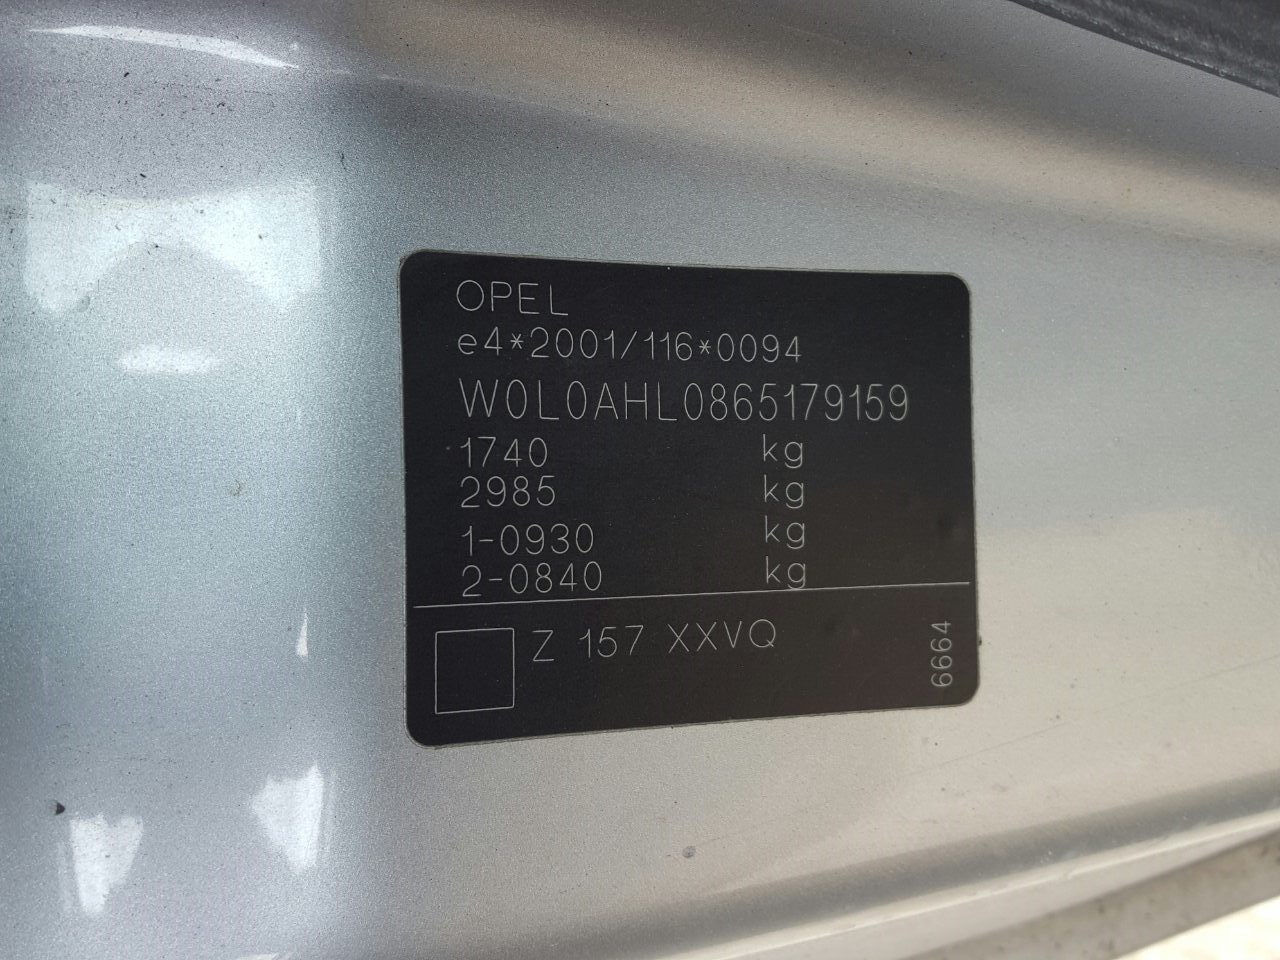 OPEL
e4*2001/116*0094
W0L0AHL0865179159
1740 kg
2985 kg
1-0930 kg
2-0840 kg
Z 157 XXVQ
6664